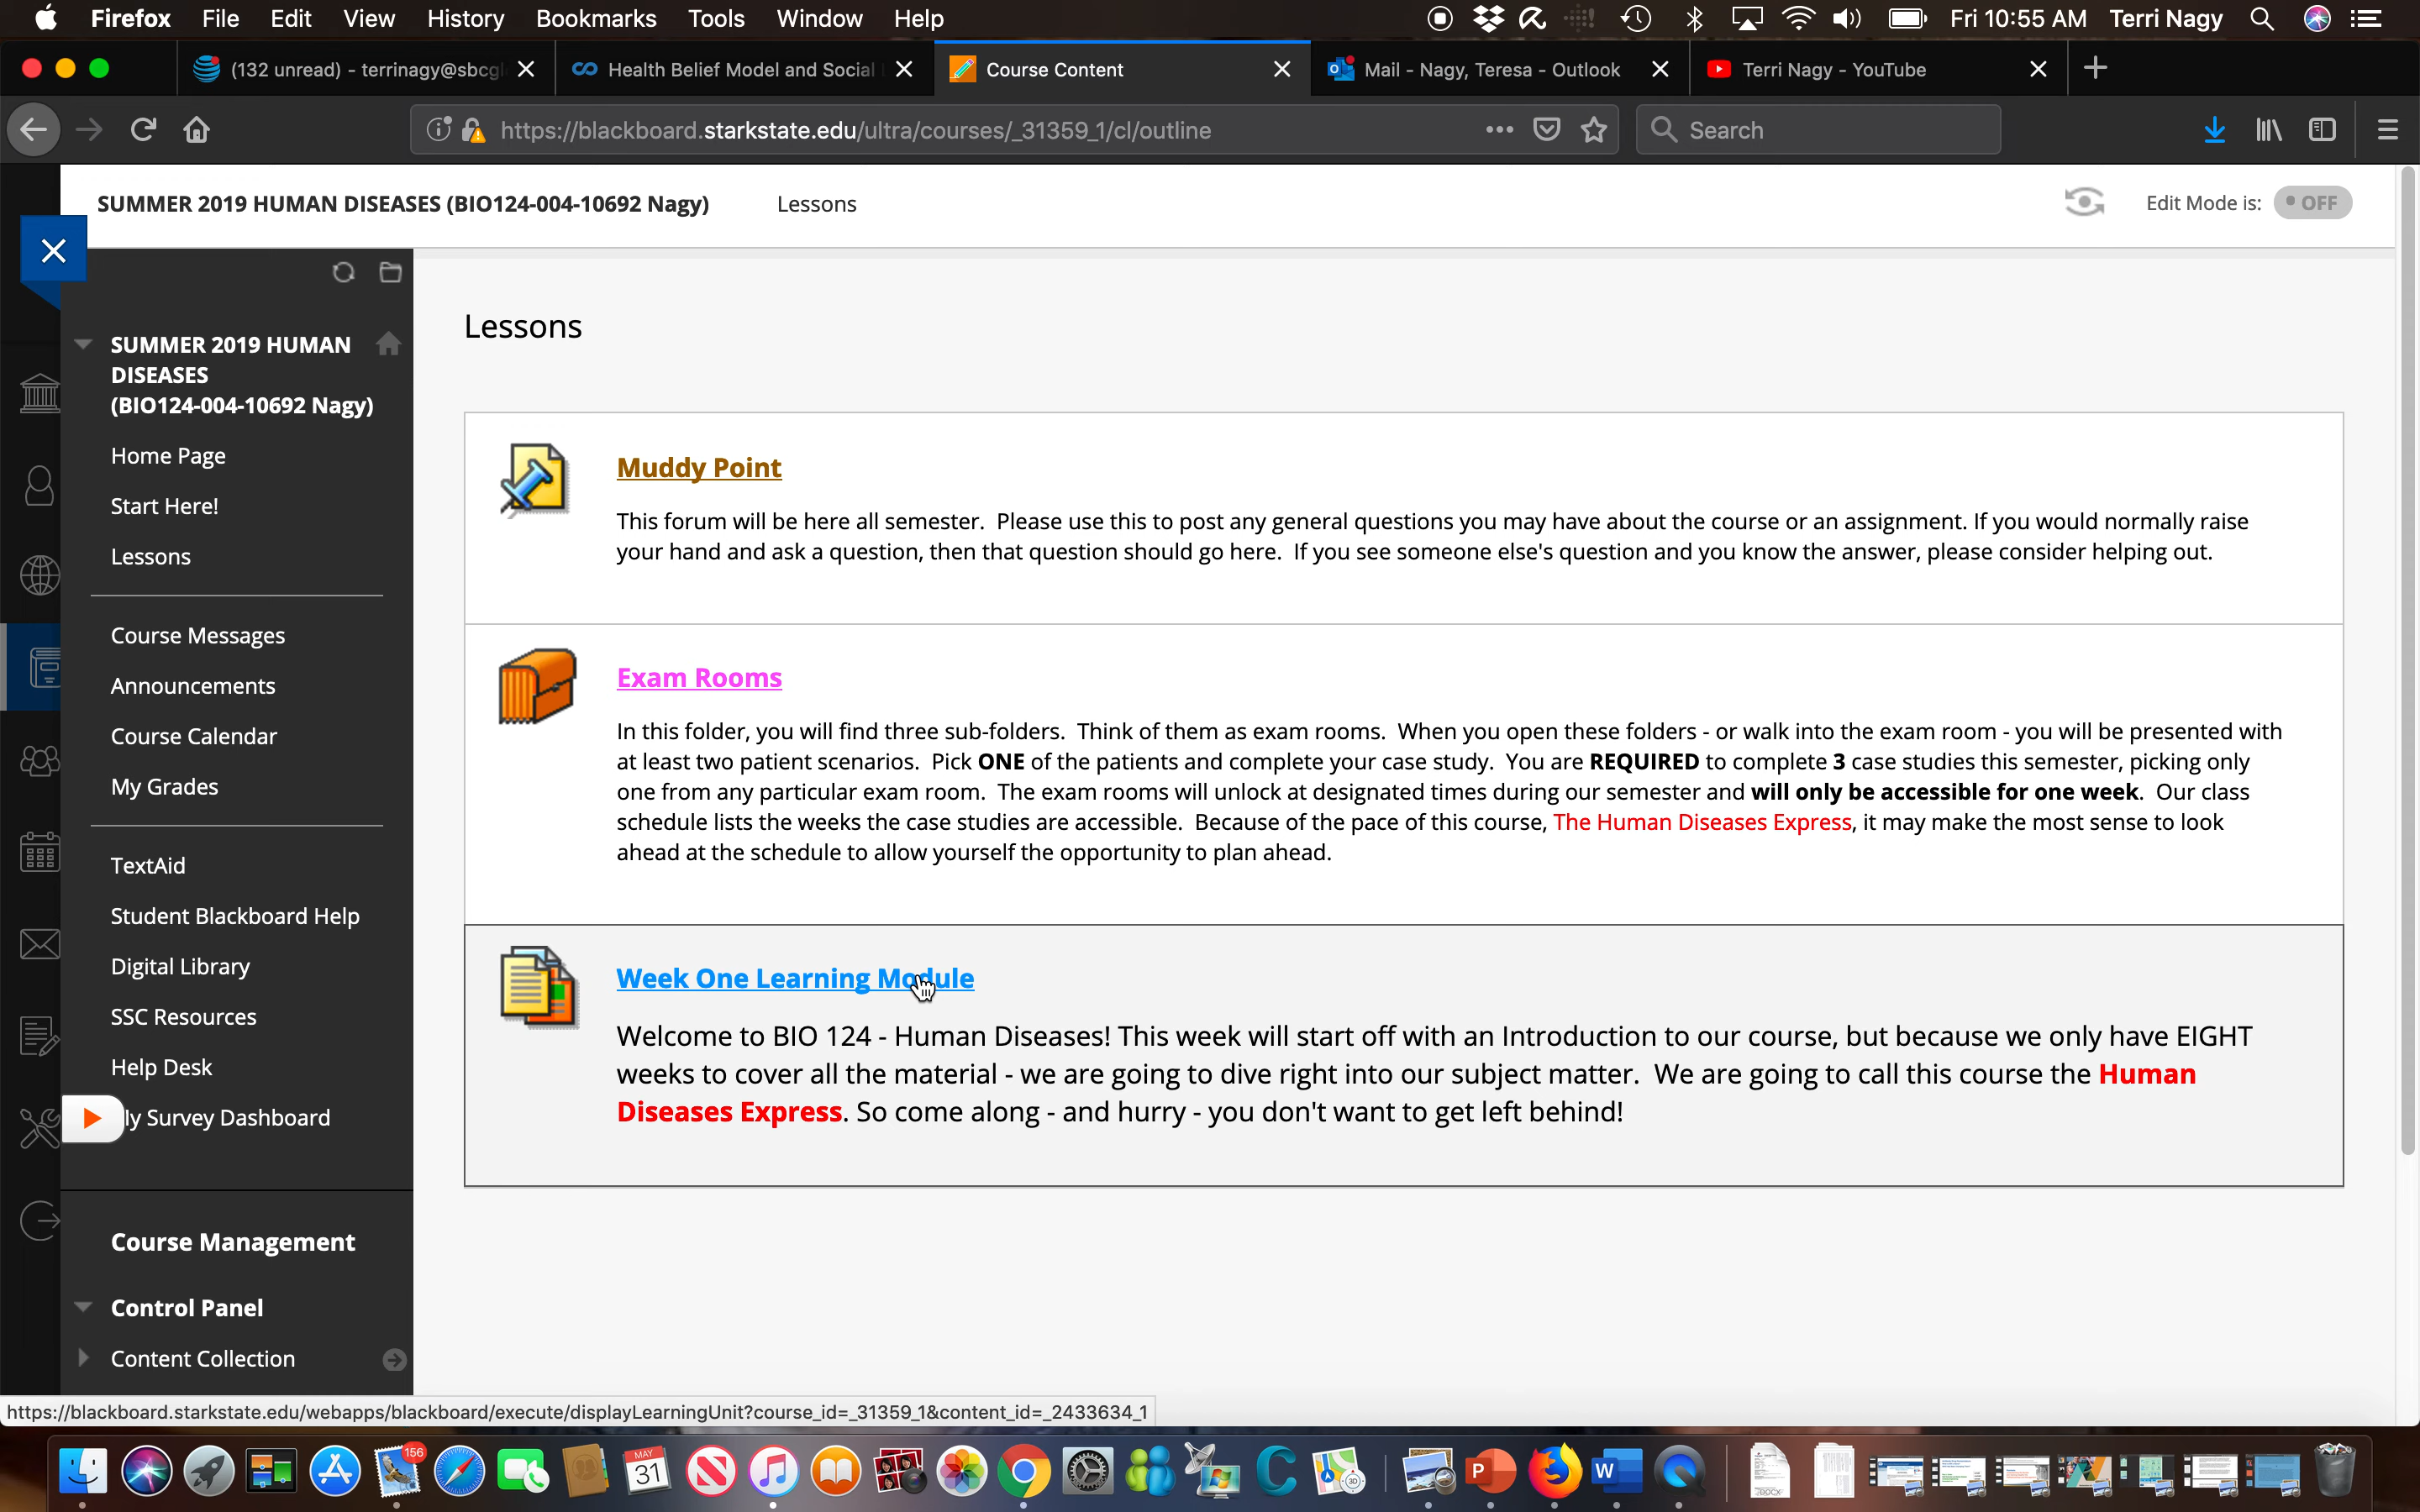 Firefox File Edit View History Bookmarks Tools Window Help Fri 10:55 AM Terri Nagy
(132 unread) - terrinagy@sbcgl Health Belief Model and Social Course Content Mail - Nagy, Teresa - Outlook Terri Nagy - YouTube
https://blackboard.starkstate.edu/ultra/courses/_31359_1/cl/outline Search
SUMMER 2019 HUMAN DISEASES (BIO124-004-10692 Nagy) Lessons Edit Mode is: OFF
SUMMER 2019 HUMAN
DISEASES
(BIO124-004-10692 Nagy)
Home Page
Start Here!
Lessons
Course Messages
Announcements
Course Calendar
My Grades
TextAid
Student Blackboard Help
Digital Library
SSC Resources
Help Desk
ly Survey Dashboard
Course Management
Control Panel
Content Collection
Lessons
Muddy Point
This forum will be here all semester. Please use this to post any general questions you may have about the course or an assignment. If you would normally raise
your hand and ask a question, then that question should go here. If you see someone else's question and you know the answer, please consider helping out.
Exam Rooms
In this folder, you will find three sub-folders. Think of them as exam rooms. When you open these folders - or walk into the exam room - you will be presented with
at least two patient scenarios. Pick ONE of the patients and complete your case study. You are REQUIRED to complete 3 case studies this semester, picking only
one from any particular exam room. The exam rooms will unlock at designated times during our semester and will only be accessible for one week. Our class
schedule lists the weeks the case studies are accessible. Because of the pace of this course, The Human Diseases Express, it may make the most sense to look
ahead at the schedule to allow yourself the opportunity to plan ahead.
Week One Learning Module
Welcome to BIO 124 - Human Diseases! This week will start off with an Introduction to our course, but because we only have EIGHT
weeks to cover all the material - we are going to dive right into our subject matter. We are going to call this course the Human
Diseases Express. So come along - and hurry - you don't want to get left behind!
https://blackboard.starkstate.edu/webapps/blackboard/execute/displayLearningUnit?course_id=_31359_1&content_id=_2433634_1
156
MAY
31